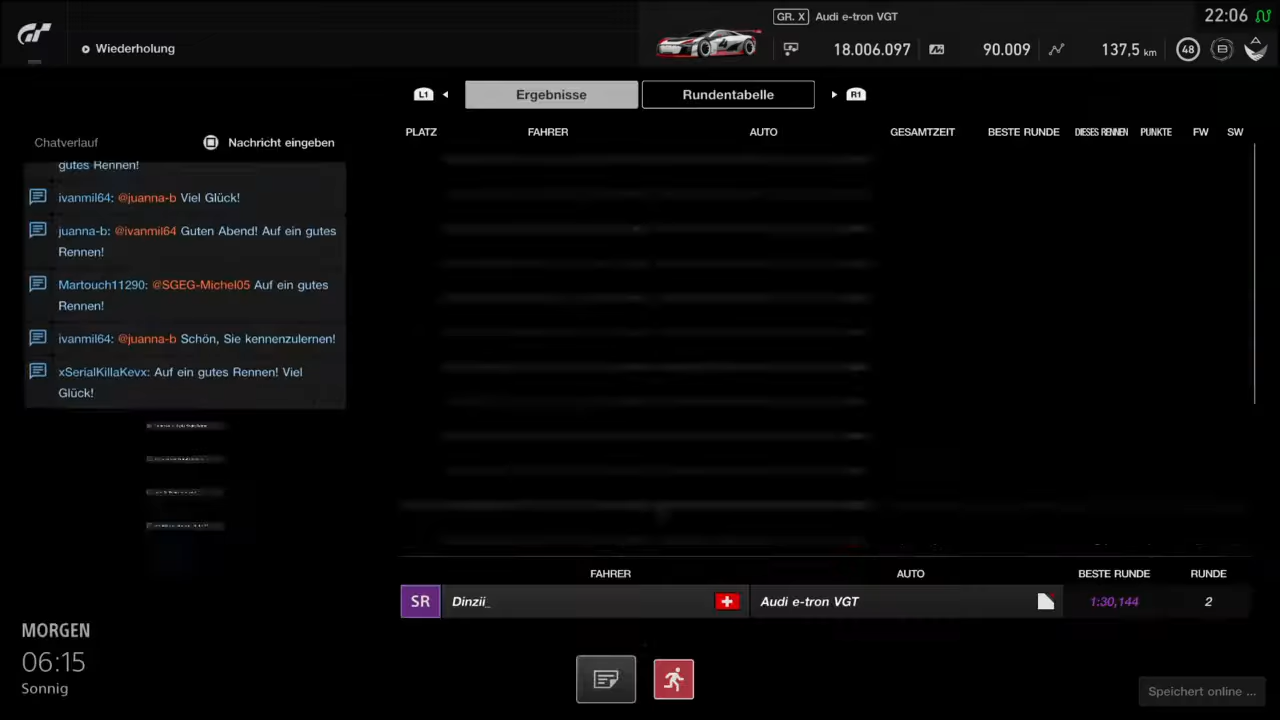 GR. X Audi e-tron VGT
22:06
Wiederholung
18.006.097
90.009
137,5 km
48
B
L1
Ergebnisse
Rundentabelle
R1
Chatverlauf
Nachricht eingeben
PLATZ FAHRER AUTO GESAMTZEIT BESTE RUNDE DIESES RENNEN PUNKTE FW SW
gutes Rennen!
ivanmil64: @juanna-b Viel Glück!
juanna-b: @ivanmil64 Guten Abend! Auf ein gutes
Rennen!
Martouch11290: @SGEG-Michel05 Auf ein gutes
Rennen!
ivanmil64: @juanna-b Schön, Sie kennenzulernen!
xSerialKillaKevx: Auf ein gutes Rennen! Viel
Glück!
FAHRER AUTO BESTE RUNDE RUNDE
SR Dinzii_ Audi e-tron VGT 1:30,144 2
MORGEN
06:15
Sonnig
Speichert online ...